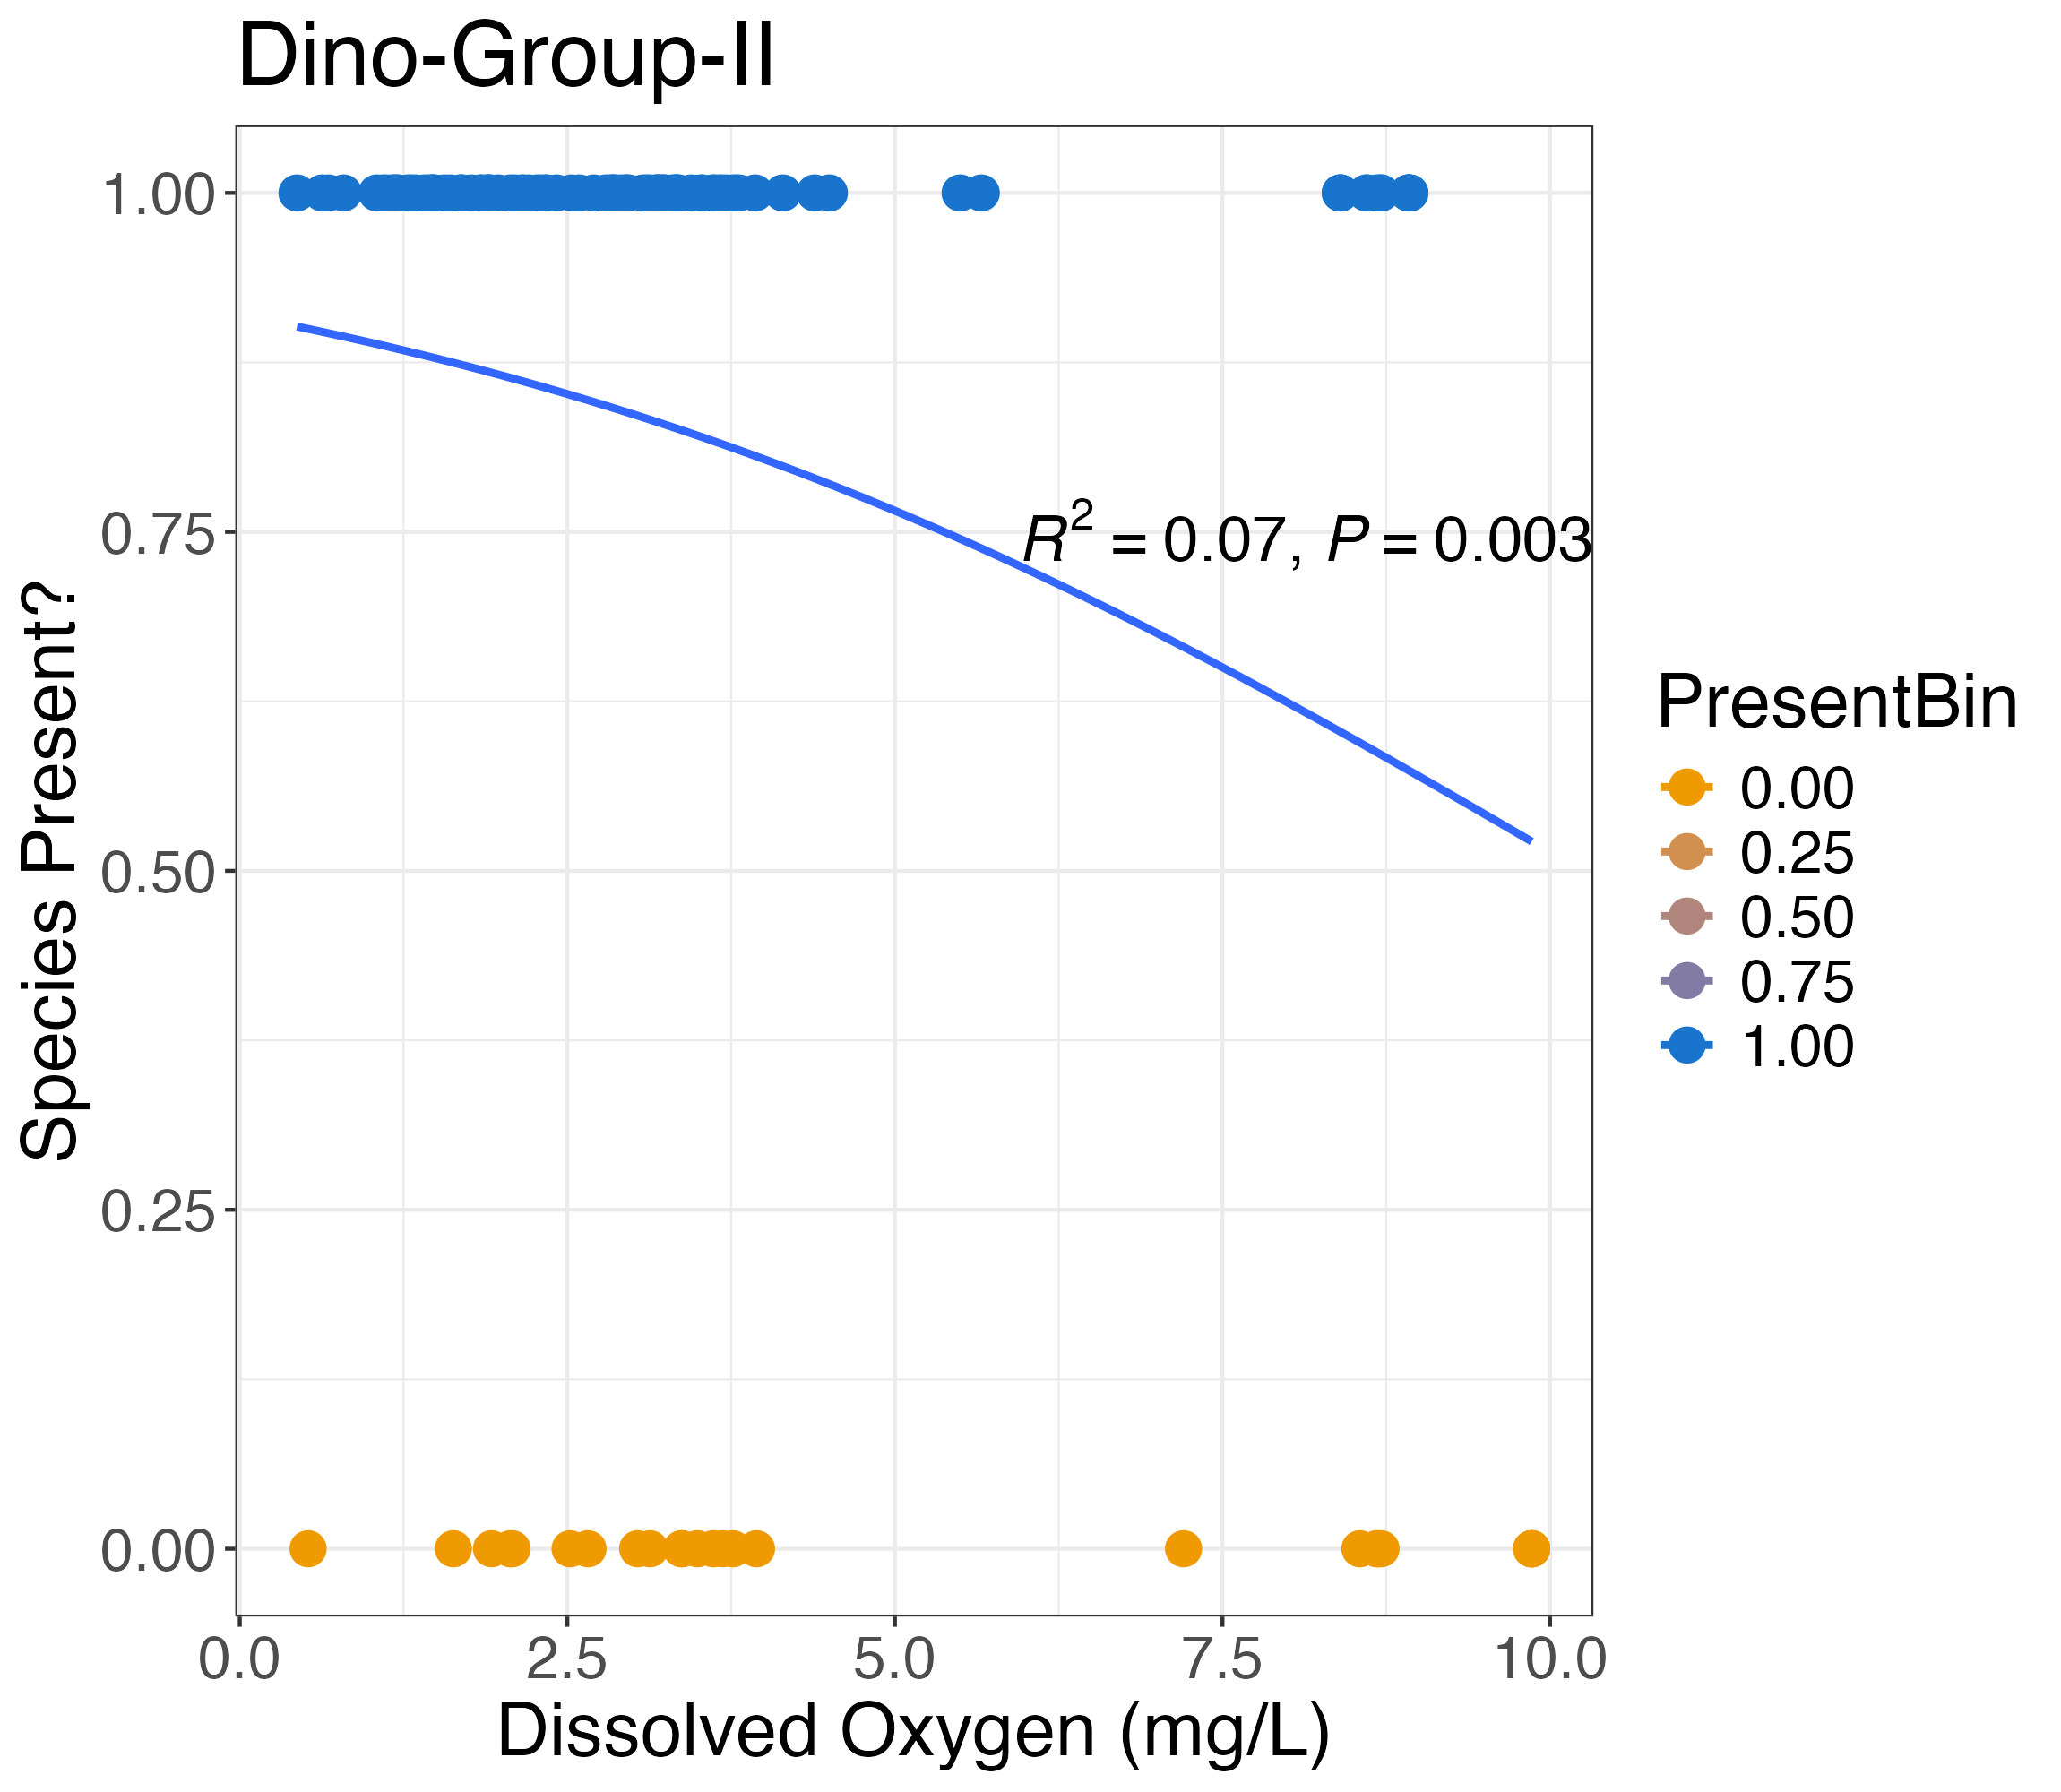 Dino-Group-II
Species Present?
1.00
0.75
0.50
0.25
0.00
R² = 0.07, P = 0.003
0.0 2.5 5.0 7.5 10.0
Dissolved Oxygen (mg/L)
PresentBin
0.00
0.25
0.50
0.75
1.00